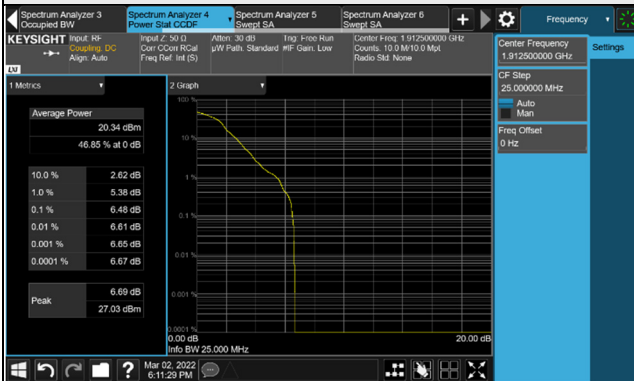 Spectrum Analyzer 3
Occupied BW
Spectrum Analyzer 4
Power Stat CCDF
Spectrum Analyzer 5
Swept SA
Spectrum Analyzer 6
Swept SA
+
Frequency
KEYSIGHT
Input: RF
Coupling: DC
Align: Auto
Input Z: 50 Ω
Corr CCorr RCal
Freq Ref: Int (S)
Atten: 30 dB
µW Path: Standard
Trig: Free Run
#IF Gain: Low
Center Freq: 1.912500000 GHz
Counts: 10.0 M/10.0 Mpt
Radio Std: None
LXI
1 Metrics
Average Power
20.34 dBm
46.85 % at 0 dB
10.0 % 2.62 dB
1.0 % 5.38 dB
0.1 % 6.48 dB
0.01 % 6.61 dB
0.001 % 6.65 dB
0.0001 % 6.67 dB
Peak
6.69 dB
27.03 dBm
2 Graph
100 %
10 %
1 %
0.1 %
0.01 %
0.001 %
0.0001 %
0.00 dB 20.00 dB
Info BW 25.000 MHz
Center Frequency
1.912500000 GHz
Settings
CF Step
25.000000 MHz
Auto
Man
Freq Offset
0 Hz
?
Mar 02, 2022
6:11:29 PM